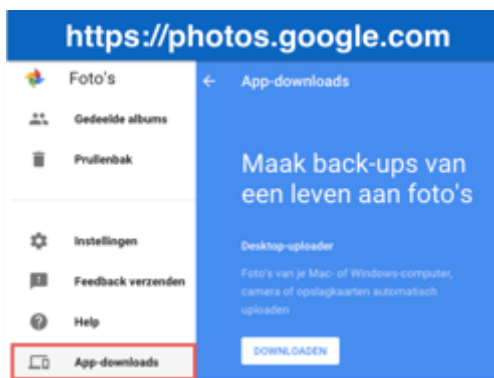 https://photos.google.com
Foto's
Gedeelde albums
Prullenbak
Instellingen
Feedback verzenden
Help
App-downloads
App-downloads
Maak back-ups van
een leven aan foto's
Desktop-uploader
Foto's van je Mac- of Windows-computer,
camera of opslagkaarten automatisch
uploaden
DOWNLOADEN